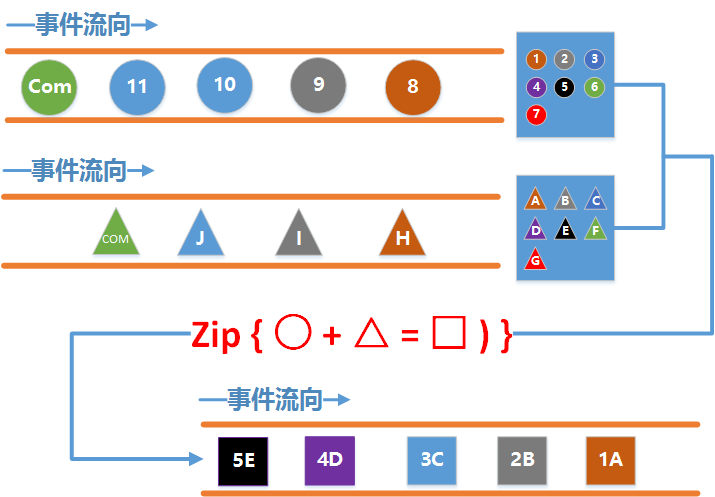 事件流向
Com 11 10 9 8
1 2 3
4 5 6
7
事件流向
COM J I H
A B C
D E F
G
Zip { ○ + △ = □ ) }
事件流向
5E 4D 3C 2B 1A